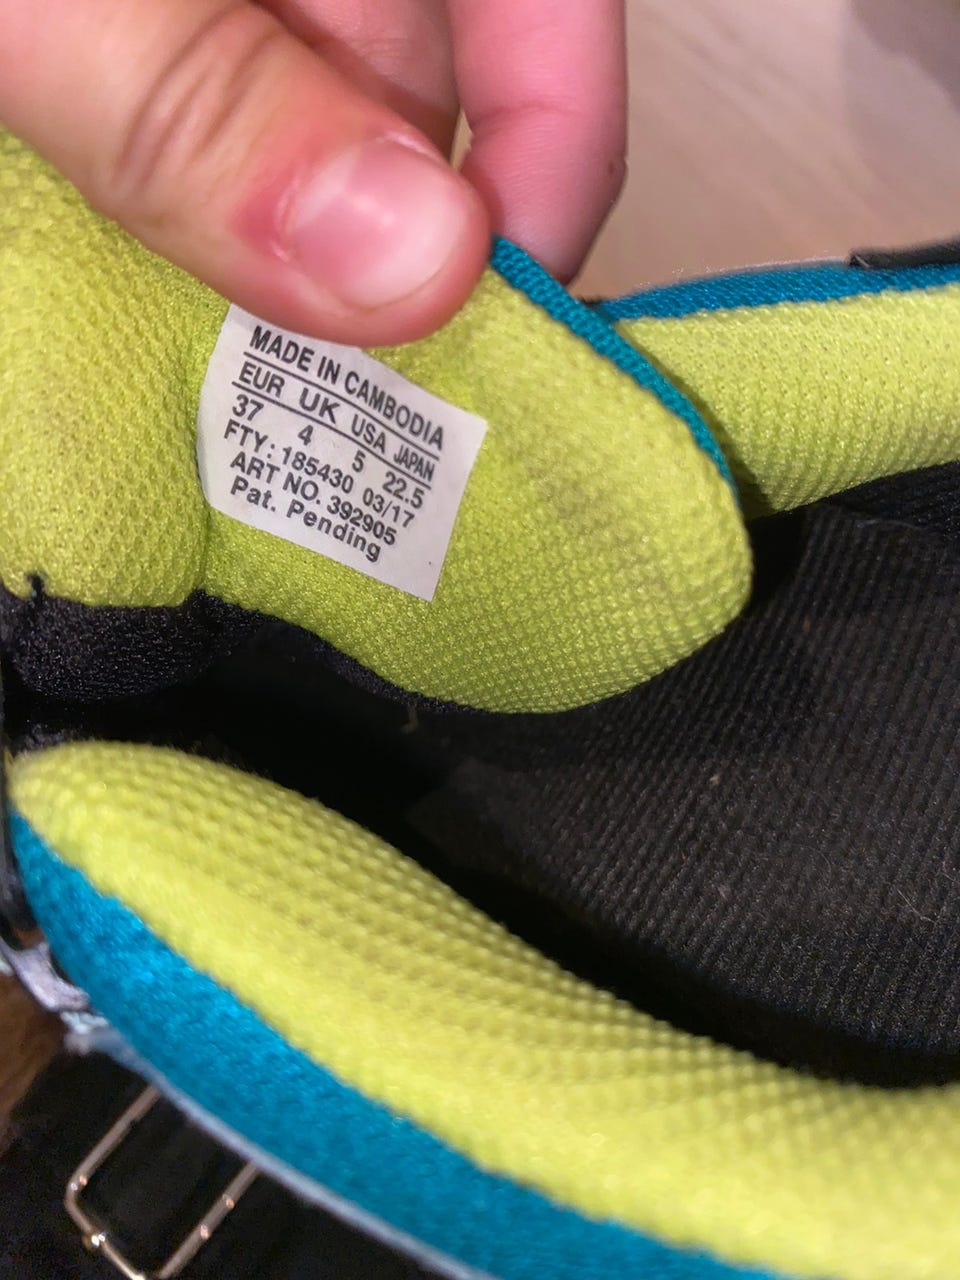 MADE IN CAMBODIA
EUR UK USA JAPAN
37 4 5 22.5
FTY: 185430 03/17
ART NO. 392905
Pat. Pending